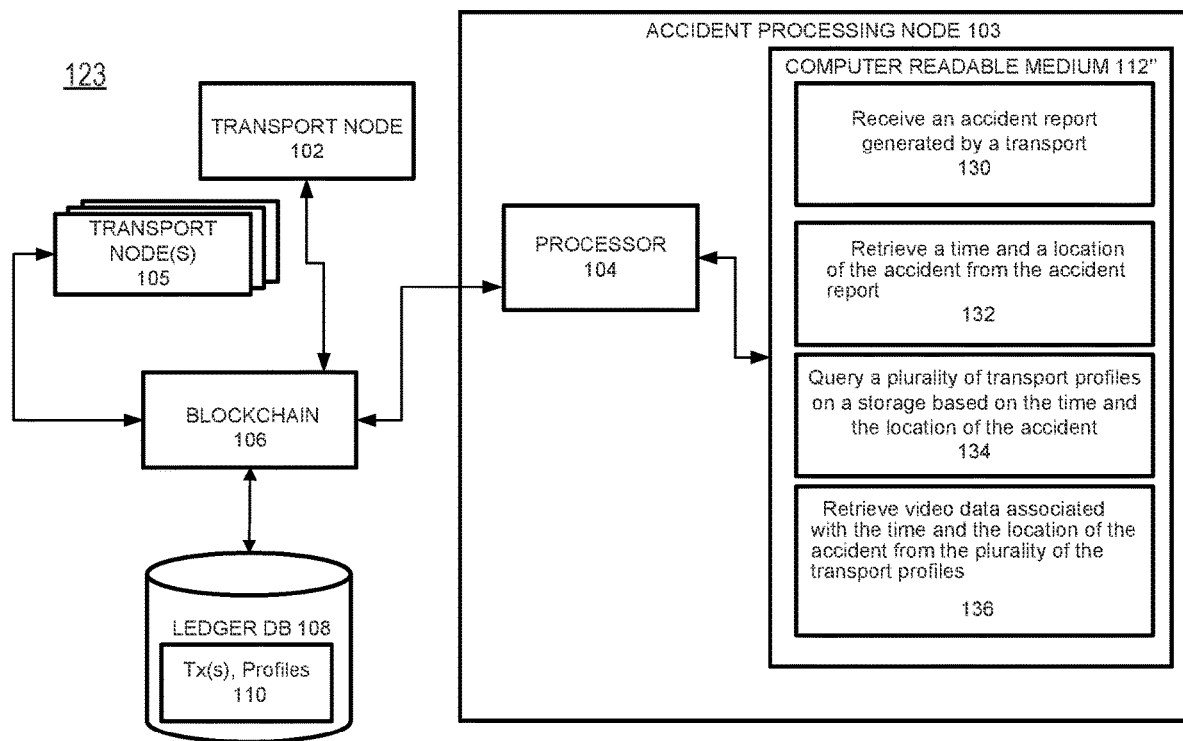 123
TRANSPORT NODE
102
TRANSPORT
NODE(S)
105
BLOCKCHAIN
106
LEDGER DB 108
Tx(s), Profiles
110
ACCIDENT PROCESSING NODE 103
PROCESSOR
104
COMPUTER READABLE MEDIUM 112"
Receive an accident report
generated by a transport
130
Retrieve a time and a location
of the accident from the accident
report
132
Query a plurality of transport profiles
on a storage based on the time and
the location of the accident
134
Retrieve video data associated
with the time and the location of the
accident from the plurality of the
transport profiles
136